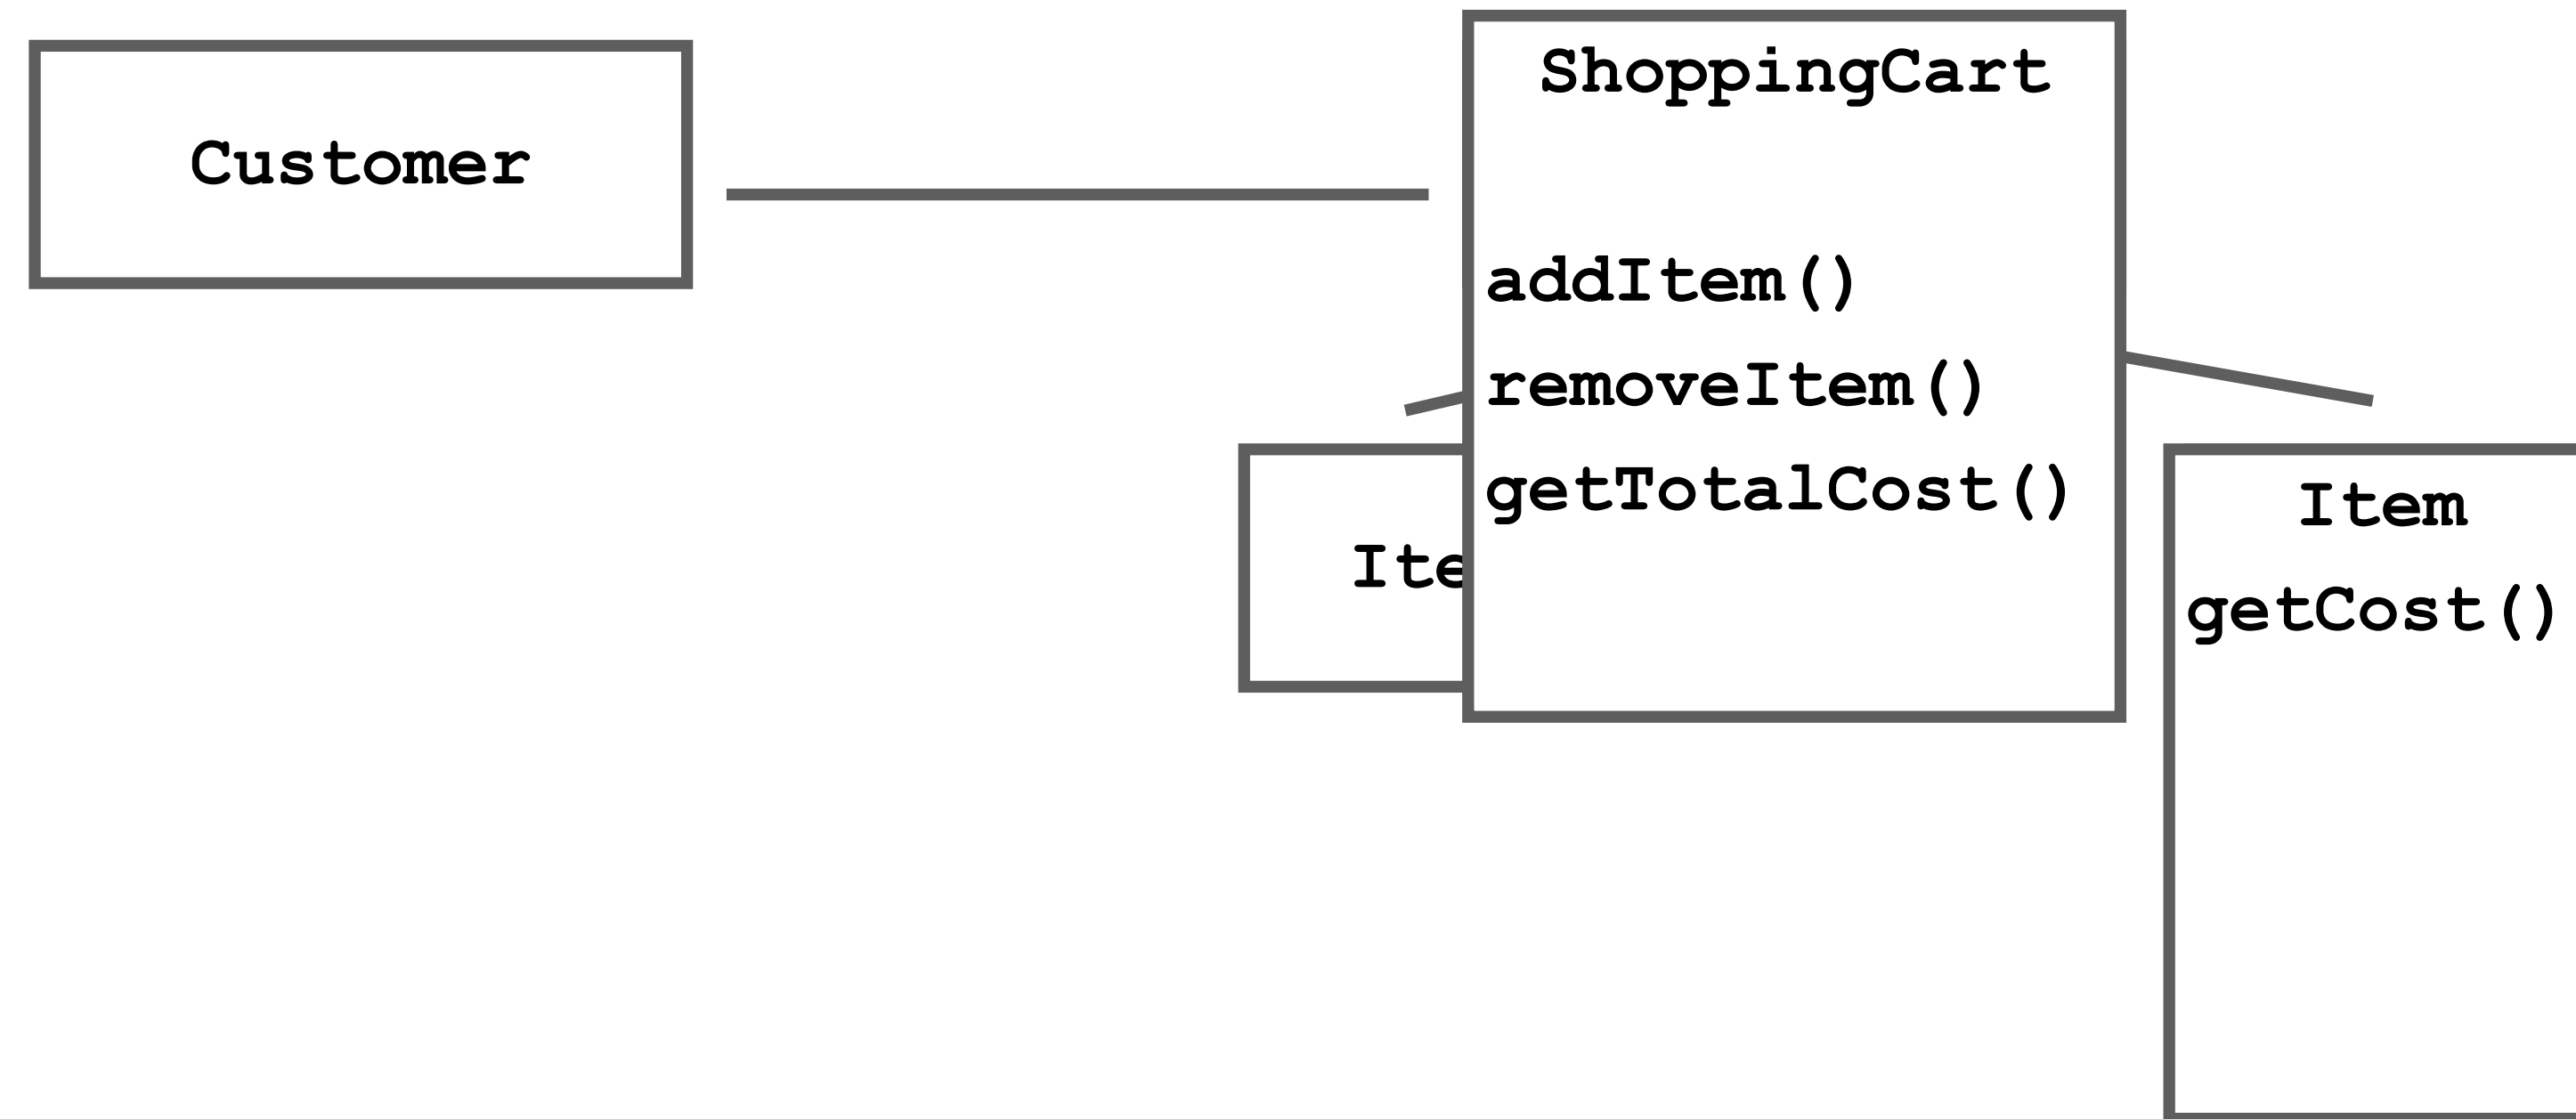 Customer
ShoppingCart
addItem()
removeItem()
getTotalCost()
Item
getCost()